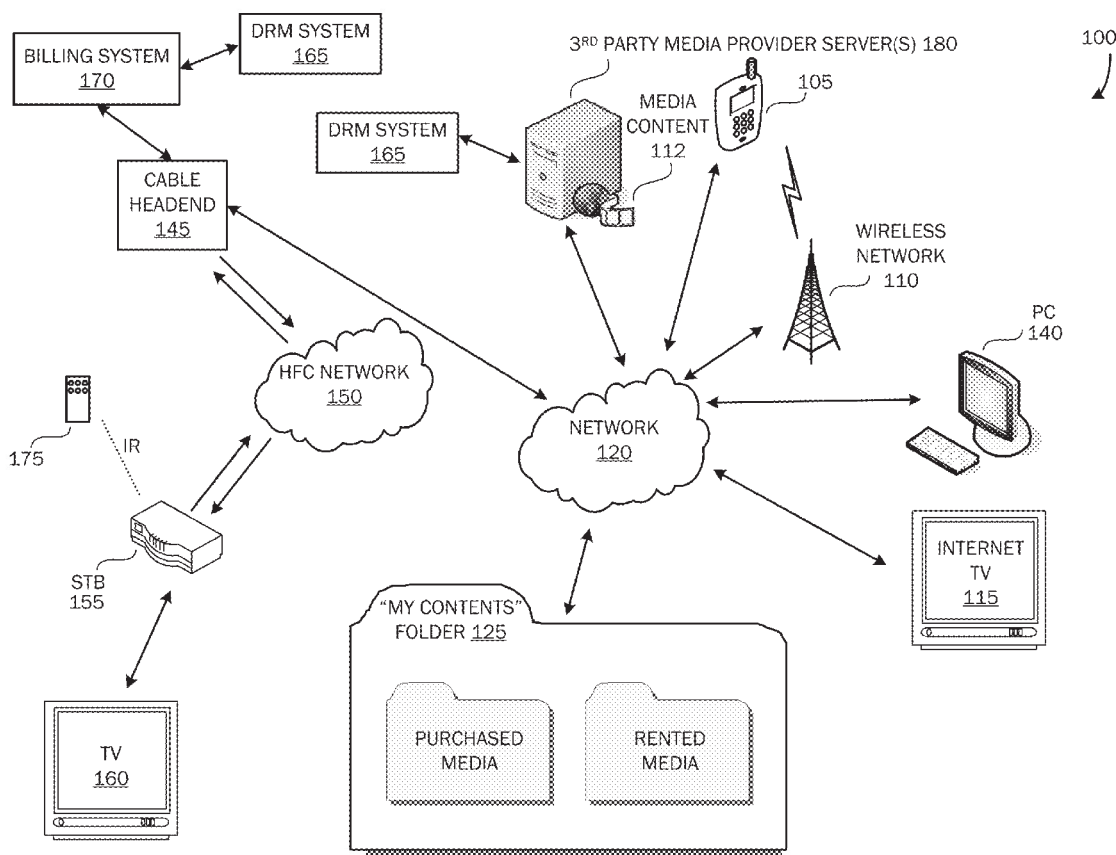 DRM SYSTEM
165
BILLING SYSTEM
170
3RD PARTY MEDIA PROVIDER SERVER(S) 180
100
105
MEDIA
CONTENT
112
DRM SYSTEM
165
CABLE
HEADEND
145
WIRELESS
NETWORK
110
PC
140
HFC NETWORK
150
NETWORK
120
175
IR
STB
155
INTERNET
TV
115
“MY CONTENTS”
FOLDER 125
PURCHASED
MEDIA
RENTED
MEDIA
TV
160